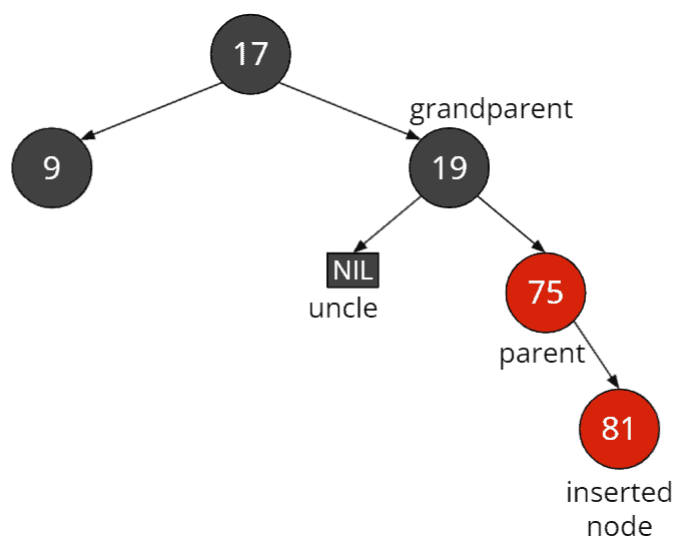 17
grandparent
9
19
NIL
uncle
75
parent
81
inserted
node